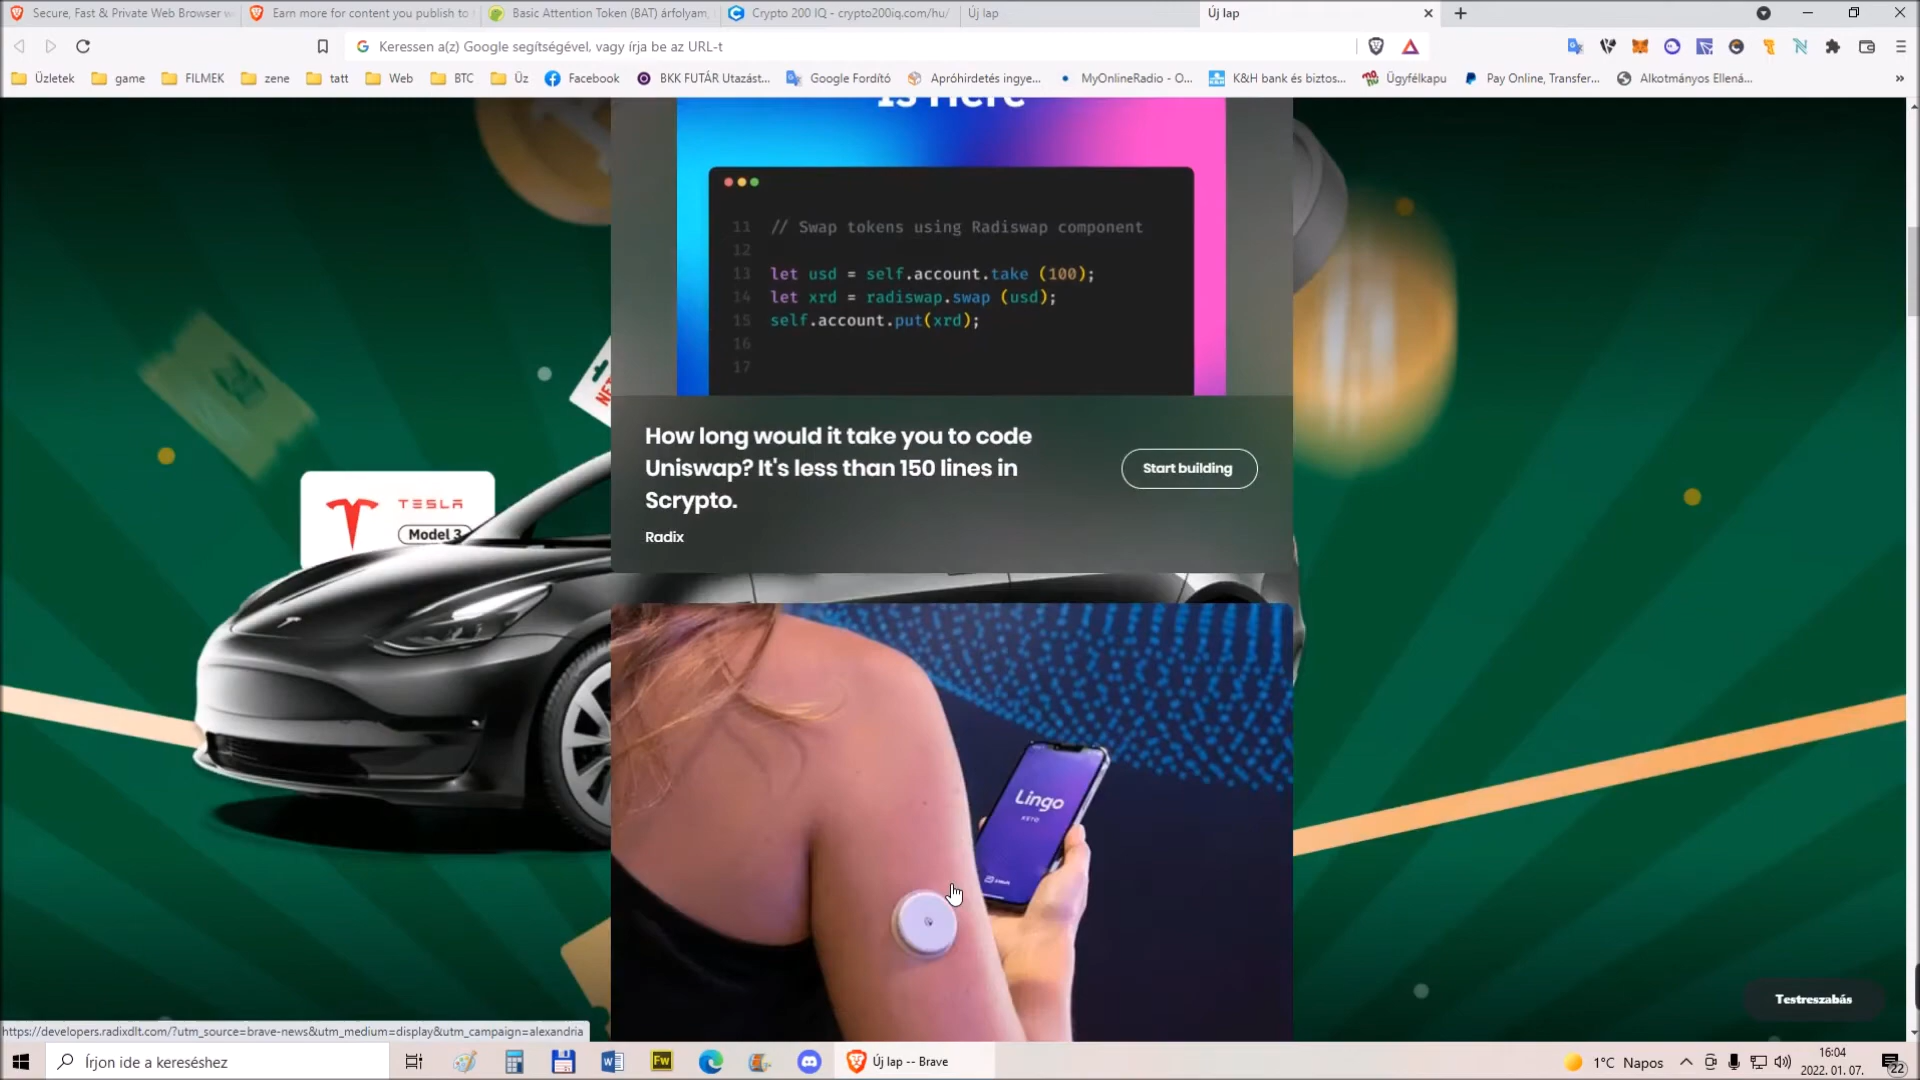 Secure, Fast & Private Web Browser w
Earn more for content you publish to
Basic Attention Token (BAT) árfolyam,
Crypto 200 IQ - crypto200iq.com/hu/
Új lap
Új lap
Keressen a(z) Google segítségével, vagy írja be az URL-t
Üzletek
game
FILMEK
zene
tatt
Web
BTC
Üz
Facebook
BKK FUTÁR Utazást...
Google Fordító
Apróhirdetés ingye...
MyOnlineRadio - O...
K&H bank és biztos...
Ügyfélkapu
Pay Online, Transfer...
Alkotmányos Ellená...
»
is Here
11 // Swap tokens using Radiswap component
12
13 let usd = self.account.take (100);
14 let xrd = radiswap.swap (usd);
15 self.account.put(xrd);
16
17
How long would it take you to code
Uniswap? It's less than 150 lines in
Scrypto.
Start building
Radix
NET
TESLA
Model 3
Lingo
KETO
Testreszabás
https://developers.radixdlt.com/?utm_source=brave-news&utm_medium=display&utm_campaign=alexandria
Írjon ide a kereséshez
Fw
Új lap -- Brave
1°C Napos
16:04
2022. 01. 07.
22